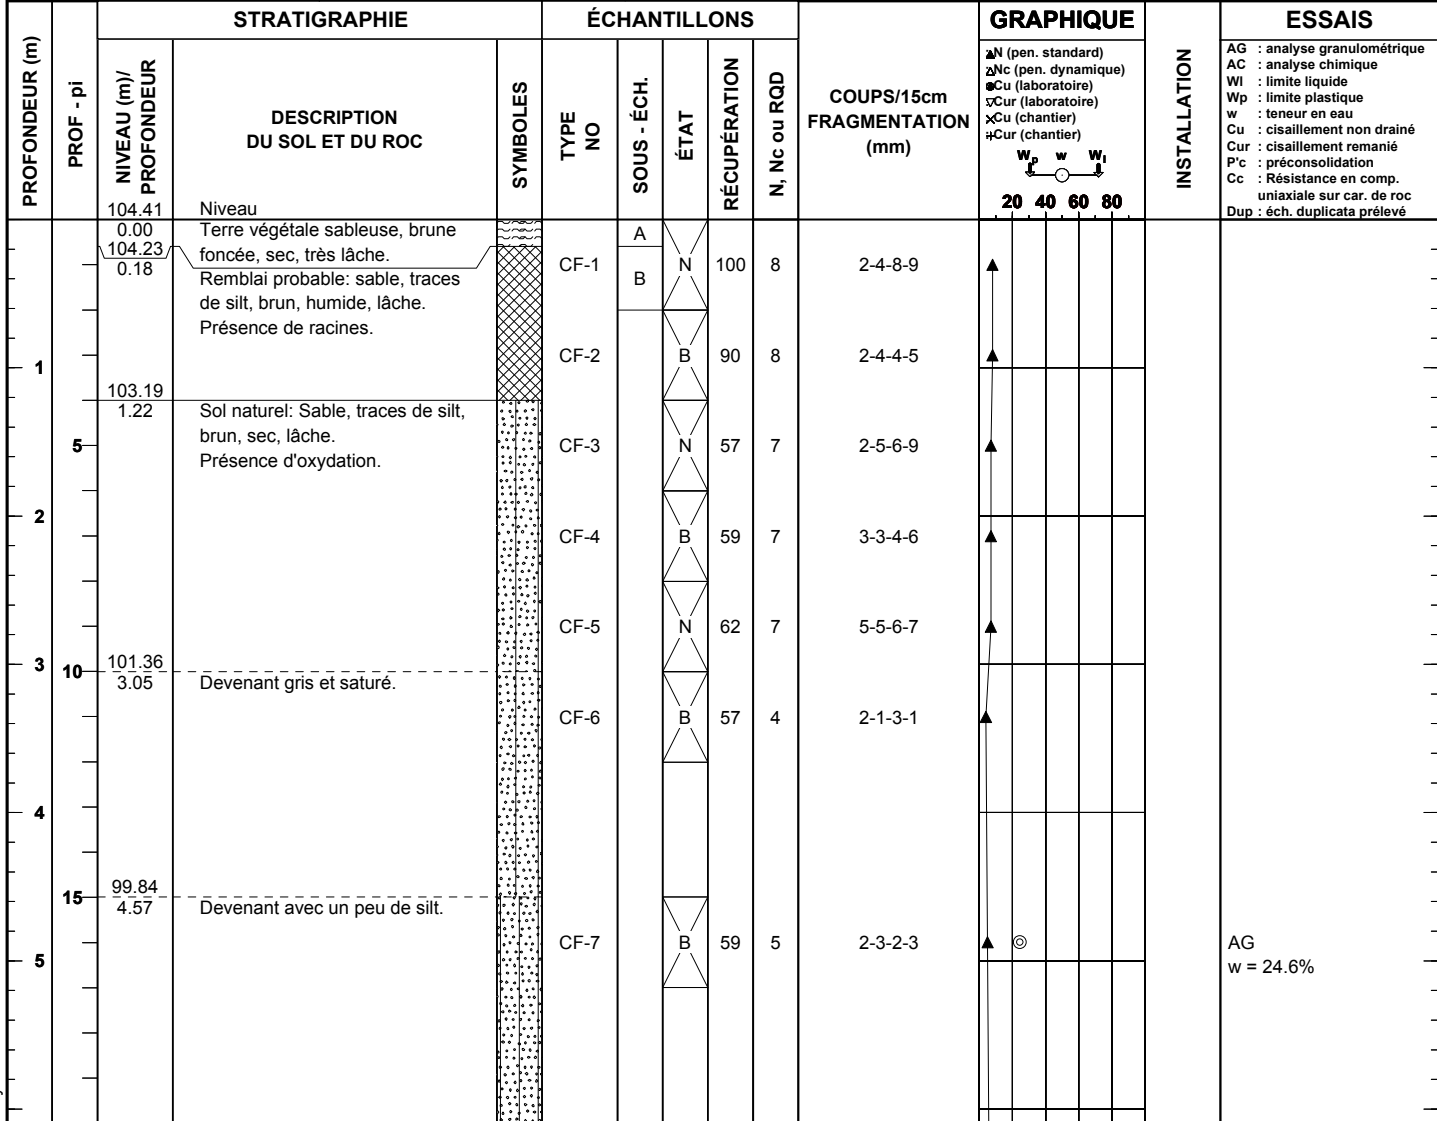 STRATIGRAPHIE ÉCHANTILLONS GRAPHIQUE ESSAIS
PROFONDEUR (m)
PROF - pi
NIVEAU (m)/
PROFONDEUR
DESCRIPTION
DU SOL ET DU ROC
SYMBOLES
TYPE
NO
SOUS - ÉCH.
ÉTAT
RÉCUPÉRATION
N, Nc ou RQD
COUPS/15cm
FRAGMENTATION
(mm)
N (pen. standard)
Nc (pen. dynamique)
Cu (laboratoire)
Cur (laboratoire)
Cu (chantier)
Cur (chantier)
Wp w Wl
20 40 60 80
INSTALLATION
AG : analyse granulométrique
AC : analyse chimique
Wl : limite liquide
Wp : limite plastique
w : teneur en eau
Cu : cisaillement non drainé
Cur : cisaillement remanié
P'c : préconsolidation
Cc : Résistance en comp.
uniaxiale sur car. de roc
Dup : éch. duplicata prélevé
104.41 Niveau
0.00 Terre végétale sableuse, brune
foncée, sec, très lâche.
104.23
0.18
Remblai probable: sable, traces
de silt, brun, humide, lâche.
Présence de racines.
A
B
CF-1 N 100 8 2-4-8-9
CF-2 B 90 8 2-4-4-5
1
103.19
1.22 Sol naturel: Sable, traces de silt,
brun, sec, lâche.
Présence d'oxydation.
5
CF-3 N 57 7 2-5-6-9
2
CF-4 B 59 7 3-3-4-6
CF-5 N 62 7 5-5-6-7
3
10
101.36
3.05 Devenant gris et saturé.
CF-6 B 57 4 2-1-3-1
4
15
99.84
4.57 Devenant avec un peu de silt.
CF-7 B 59 5 2-3-2-3 AG
5
w = 24.6%